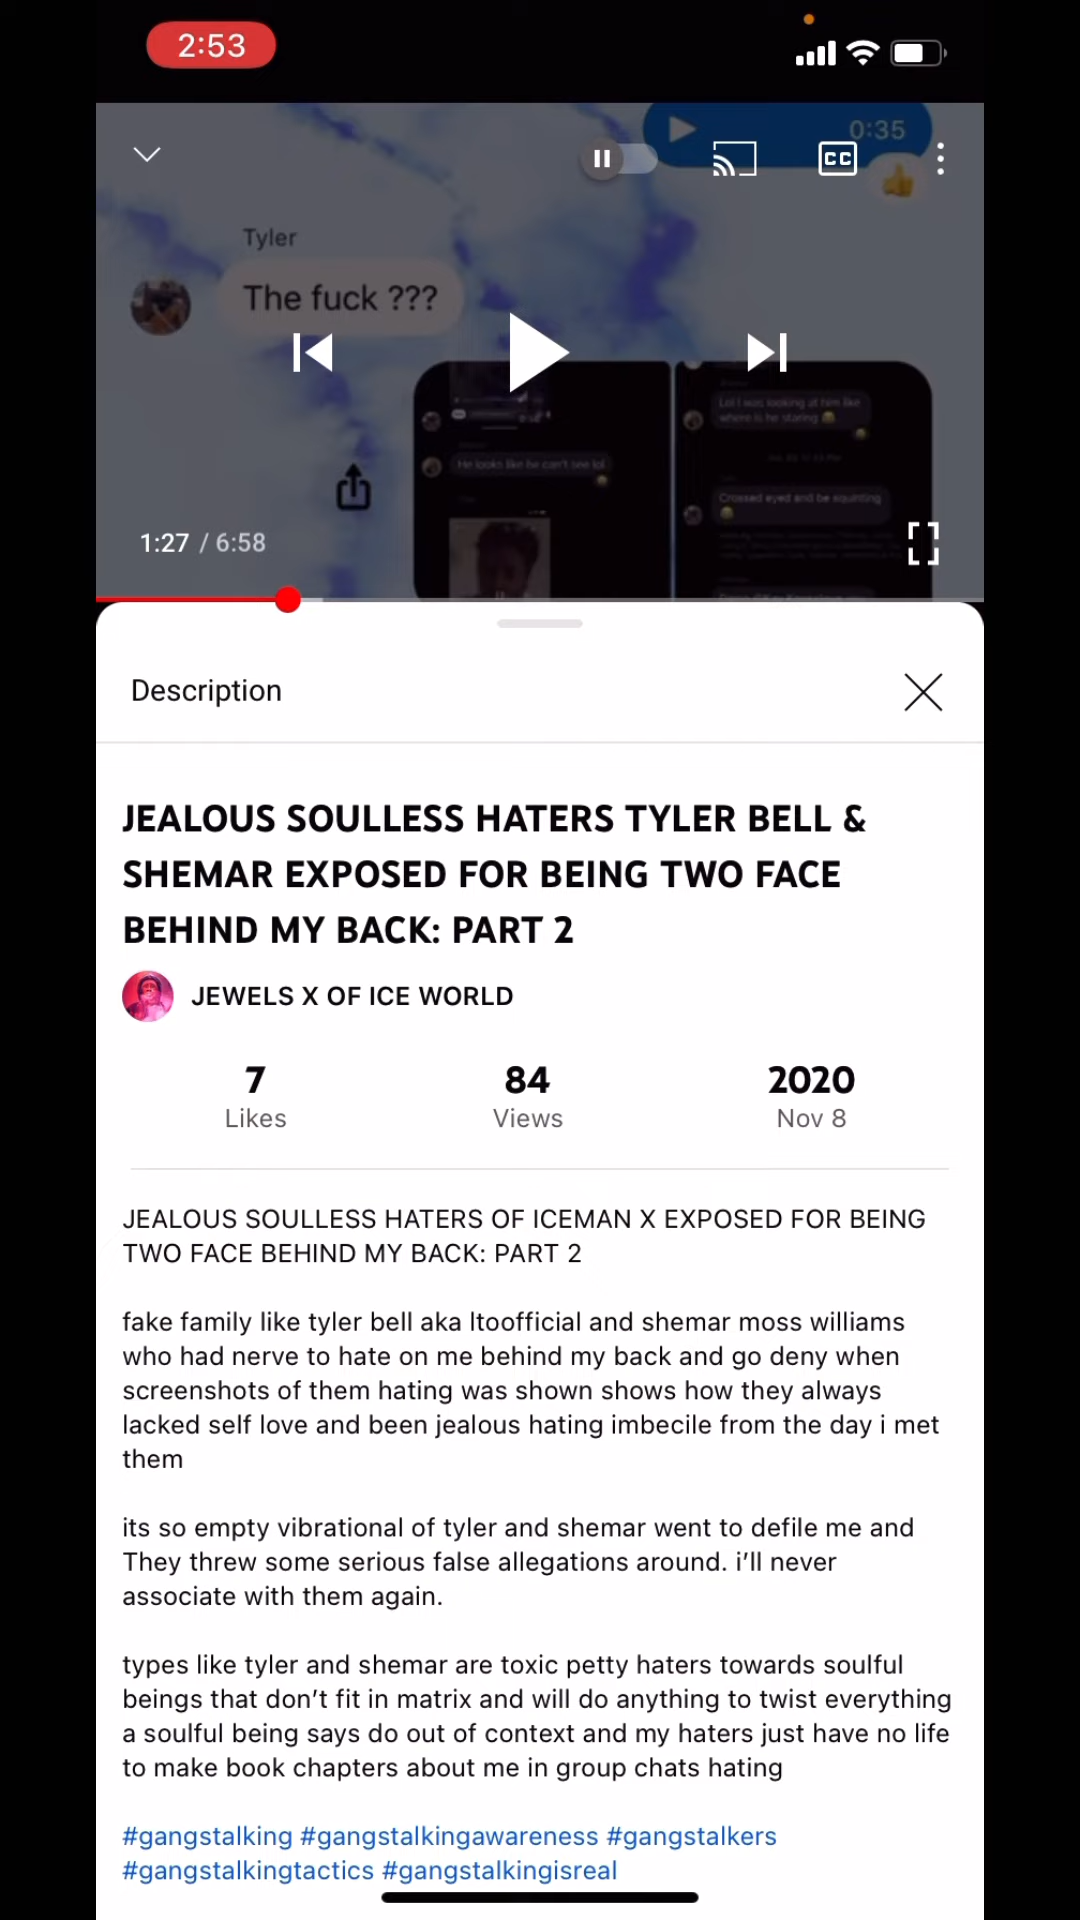 2:53
0:35
CC
Tyler
The fuck ???
Lol I was looking at him like
where is he staring
He looks like he can't see lol
Crossed eyed and be squinting
1:27 / 6:58
Description
JEALOUS SOULLESS HATERS TYLER BELL &
SHEMAR EXPOSED FOR BEING TWO FACE
BEHIND MY BACK: PART 2
JEWELS X OF ICE WORLD
7 84 2020
Likes Views Nov 8
JEALOUS SOULLESS HATERS OF ICEMAN X EXPOSED FOR BEING
TWO FACE BEHIND MY BACK: PART 2
fake family like tyler bell aka ltoofficial and shemar moss williams
who had nerve to hate on me behind my back and go deny when
screenshots of them hating was shown shows how they always
lacked self love and been jealous hating imbecile from the day i met
them
its so empty vibrational of tyler and shemar went to defile me and
They threw some serious false allegations around. i’ll never
associate with them again.
types like tyler and shemar are toxic petty haters towards soulful
beings that don’t fit in matrix and will do anything to twist everything
a soulful being says do out of context and my haters just have no life
to make book chapters about me in group chats hating
#gangstalking #gangstalkingawareness #gangstalkers
#gangstalkingtactics #gangstalkingisreal